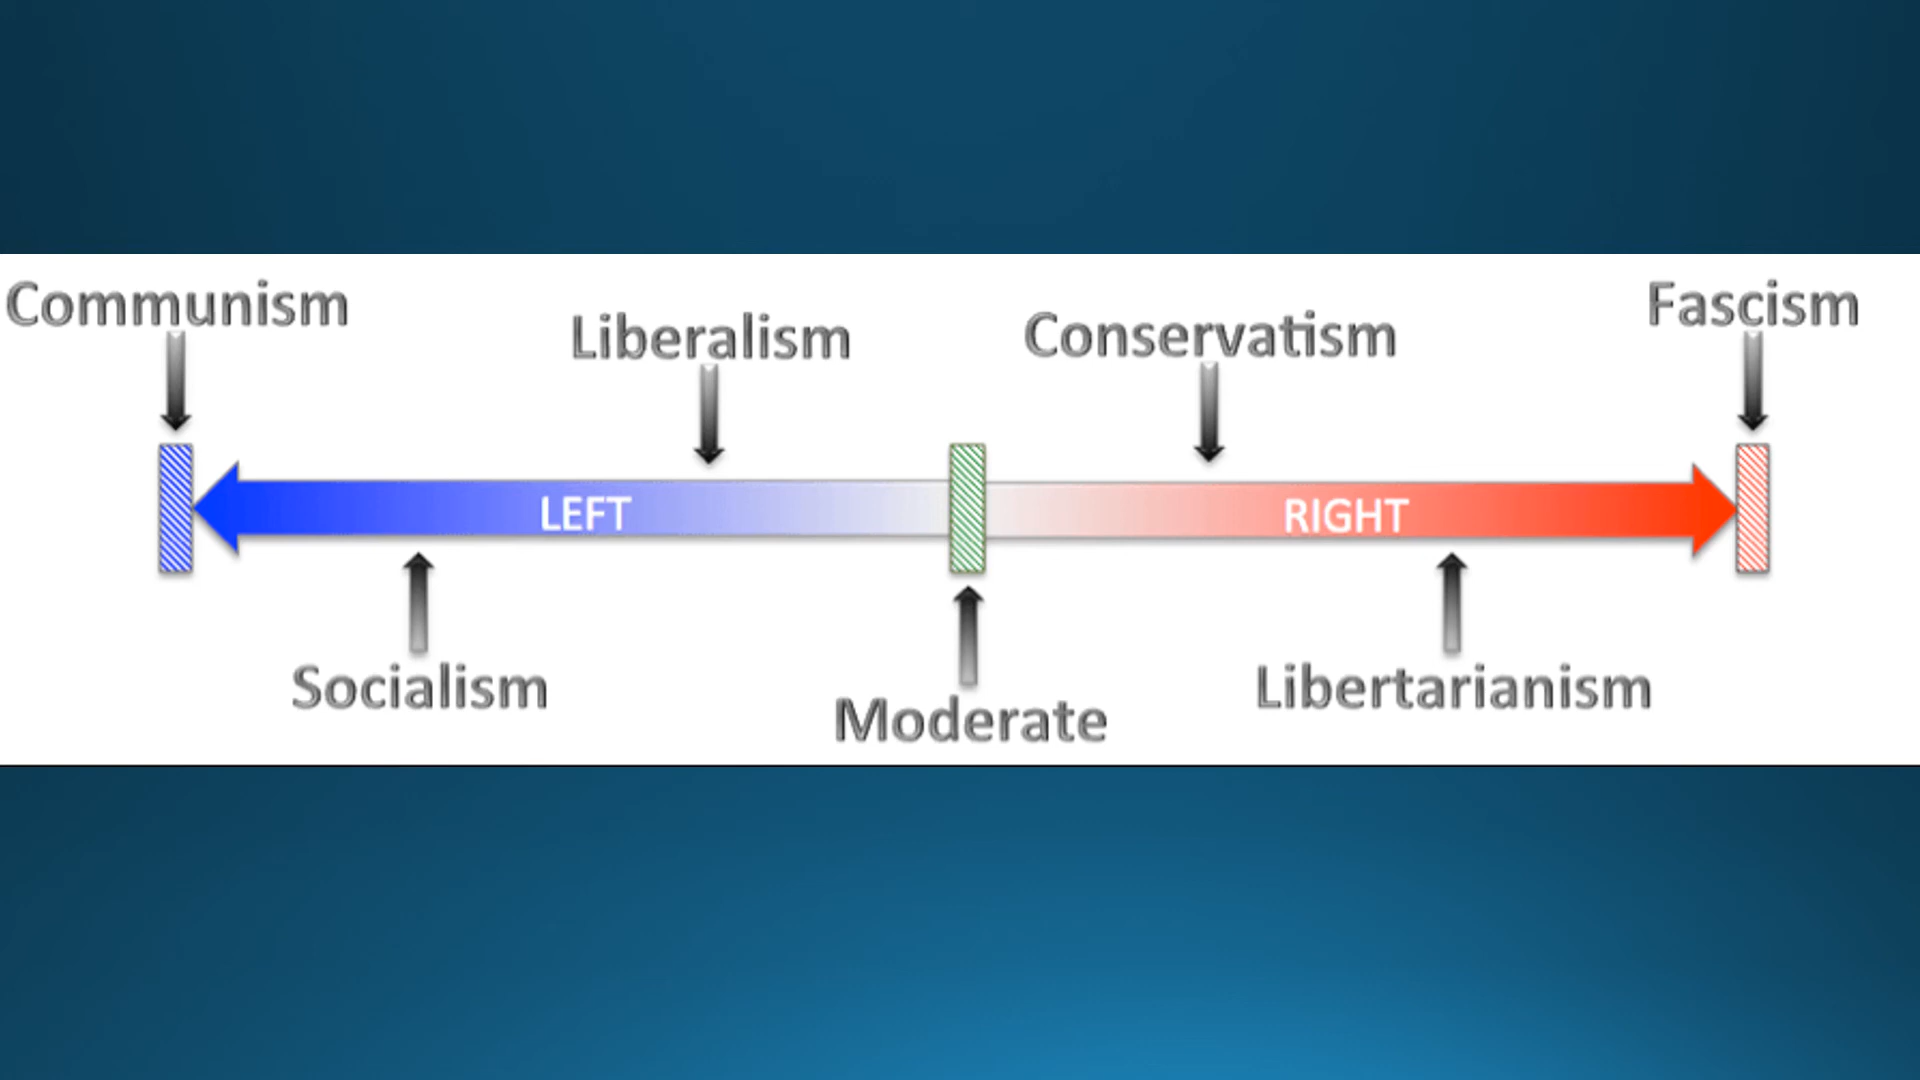 Communism
Liberalism
Conservatism
Fascism
LEFT
RIGHT
Socialism
Moderate
Libertarianism